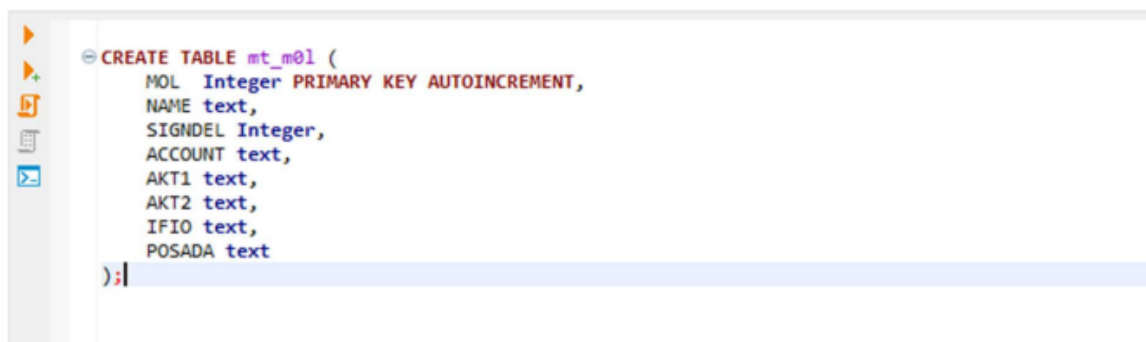 CREATE TABLE mt_m0l (
MOL Integer PRIMARY KEY AUTOINCREMENT,
NAME text,
SIGNDEL Integer,
ACCOUNT text,
AKT1 text,
AKT2 text,
IFIO text,
POSADA text
);